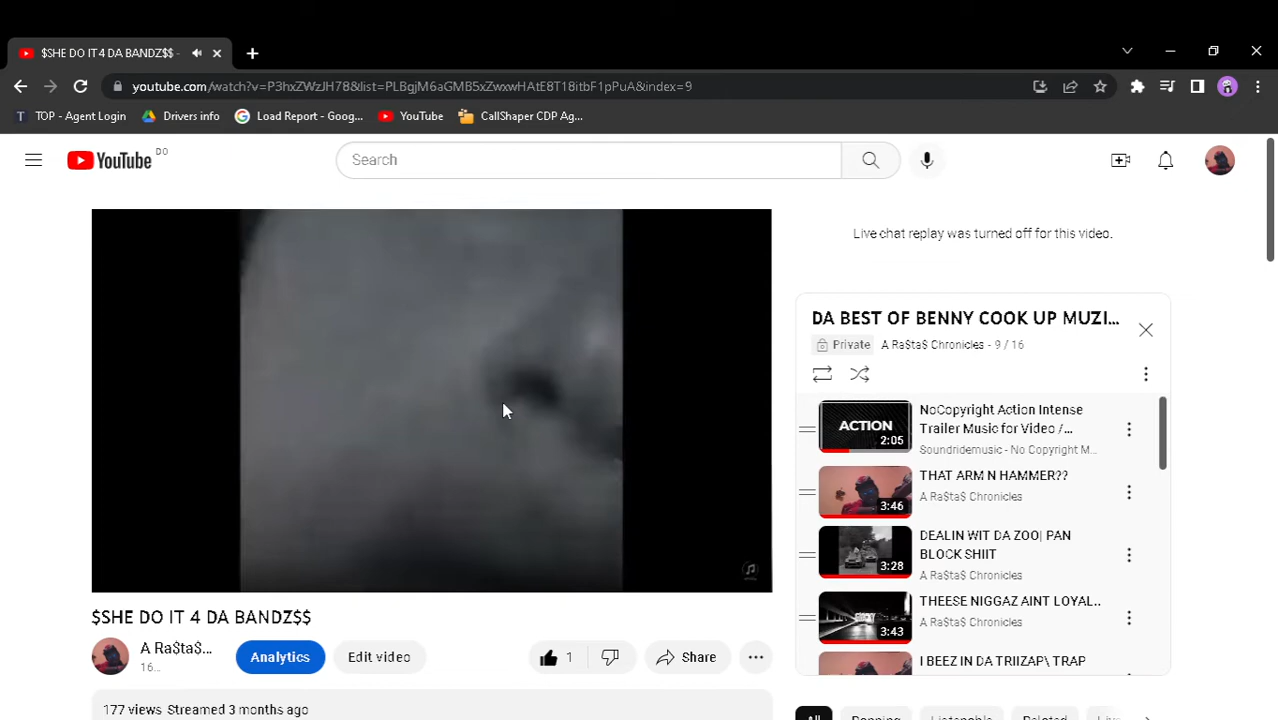 $SHE DO IT 4 DA BANDZ$$ -
youtube.com/watch?v=P3hxZWzJH78&list=PLBgjM6aGMB5xZwxwHAtE8T18itbF1pPuA&index=9
TOP - Agent Login
Drivers info
Load Report - Goog...
YouTube
CallShaper CDP Ag...
YouTube DO
Search
Live chat replay was turned off for this video.
DA BEST OF BENNY COOK UP MUZI...
Private
A Ra$ta$ Chronicles - 9 / 16
ACTION
2:05
NoCopyright Action Intense
Trailer Music for Video /...
Soundridemusic - No Copyright M...
3:46
THAT ARM N HAMMER??
A Ra$ta$ Chronicles
3:28
DEALIN WIT DA ZOO| PAN
BLOCK SHIIT
A Ra$ta$ Chronicles
3:43
THEESE NIGGAZ AINT LOYAL..
A Ra$ta$ Chronicles
I BEEZ IN DA TRIIZAP\ TRAP
$SHE DO IT 4 DA BANDZ$$
A Ra$ta$...
16...
Analytics
Edit video
1
Share
177 views Streamed 3 months ago
All
Listenable
Related